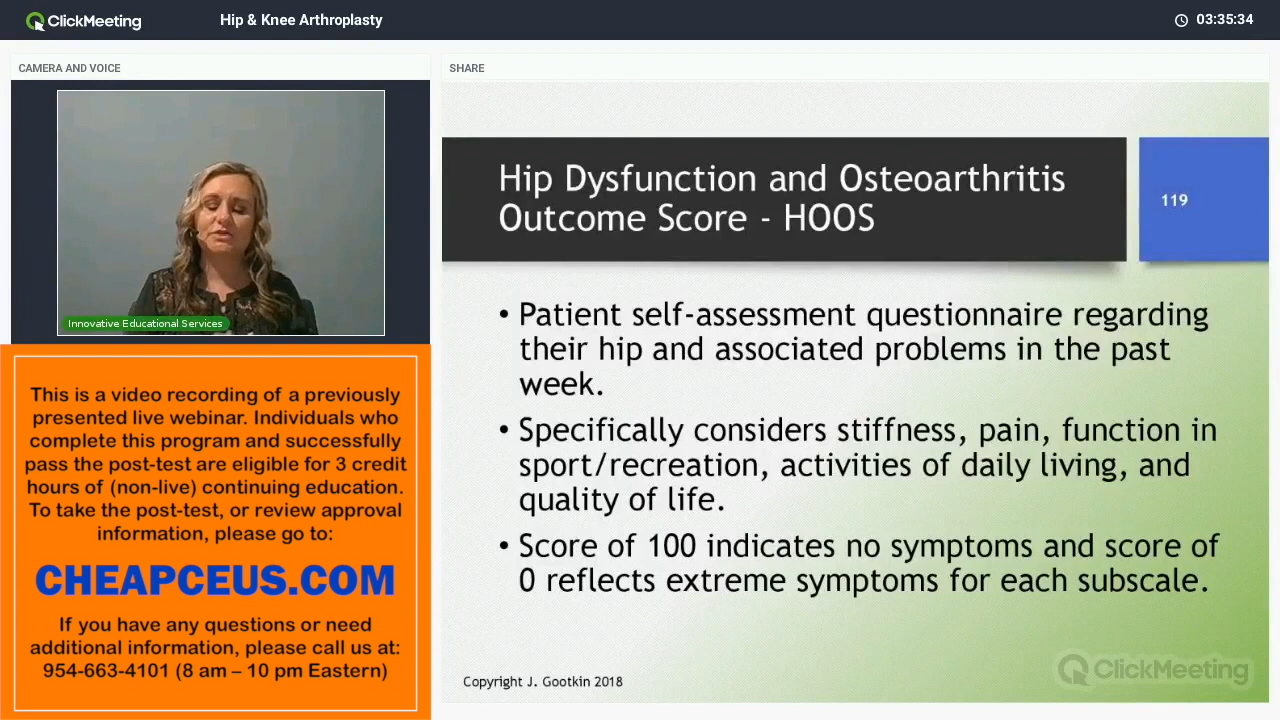 ClickMeeting
Hip & Knee Arthroplasty
03:35:34
CAMERA AND VOICE
Innovative Educational Services
This is a video recording of a previously
presented live webinar. Individuals who
complete this program and successfully
pass the post-test are eligible for 3 credit
hours of (non-live) continuing education.
To take the post-test, or review approval
information, please go to:
CHEAPCEUS.COM
If you have any questions or need
additional information, please call us at:
954-663-4101 (8 am – 10 pm Eastern)
SHARE
Hip Dysfunction and Osteoarthritis
Outcome Score - HOOS
119
• Patient self-assessment questionnaire regarding
their hip and associated problems in the past
week.
• Specifically considers stiffness, pain, function in
sport/recreation, activities of daily living, and
quality of life.
• Score of 100 indicates no symptoms and score of
0 reflects extreme symptoms for each subscale.
Copyright J. Gootkin 2018
ClickMeeting